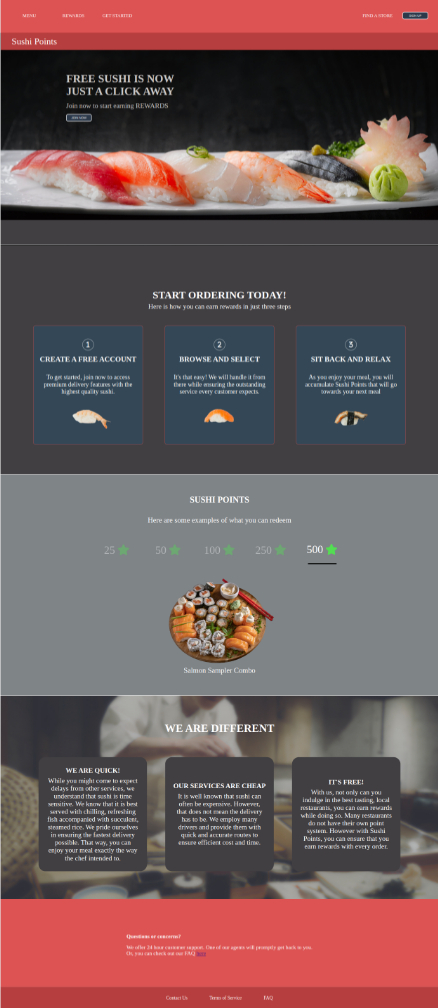 MENU REWARDS GET STARTED FIND A STORE SIGN UP
Sushi Points
FREE SUSHI IS NOW
JUST A CLICK AWAY
Join now to start earning REWARDS
JOIN NOW
START ORDERING TODAY!
Here is how you can earn rewards in just three steps
1
CREATE A FREE ACCOUNT
To get started, join now to access
premium delivery features with the
highest quality sushi.
2
BROWSE AND SELECT
It's that easy! We will handle it from
there while ensuring the outstanding
service every customer expects.
3
SIT BACK AND RELAX
As you enjoy your meal, you will
accumulate Sushi Points that will go
towards your next meal
SUSHI POINTS
Here are some examples of what you can redeem
25 50 100 250 500
Salmon Sampler Combo
WE ARE DIFFERENT
WE ARE QUICK!
While you might come to expect
delays from other services, we
understand that sushi is time
sensitive. We know that it is best
served with chilling, refreshing
fish accompanied with succulent,
steamed rice. We pride ourselves
in ensuring the fastest delivery
possible. That way, you can
enjoy your meal exactly the way
the chef intended to.
OUR SERVICES ARE CHEAP
It is well known that sushi can
often be expensive. However,
that does not mean the delivery
has to be. We employ many
drivers and provide them with
quick and accurate routes to
ensure efficient cost and time.
IT'S FREE!
With us, not only can you
indulge in the best tasting, local
restaurants, you can earn rewards
while doing so. Many restaurants
do not have their own point
system. However with Sushi
Points, you can ensure that you
earn rewards with every order.
Questions or concerns?
We offer 24 hour customer support. One of our agents will promptly get back to you.
Or, you can check out our FAQ here
Contact Us Terms of Service FAQ